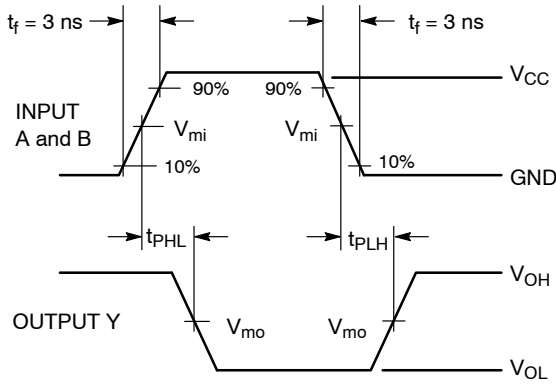 t_f = 3 ns
t_f = 3 ns
90%
90%
V_CC
INPUT
A and B
V_mi
V_mi
10%
10%
GND
t_PHL
t_PLH
V_OH
OUTPUT Y
V_mo
V_mo
V_OL